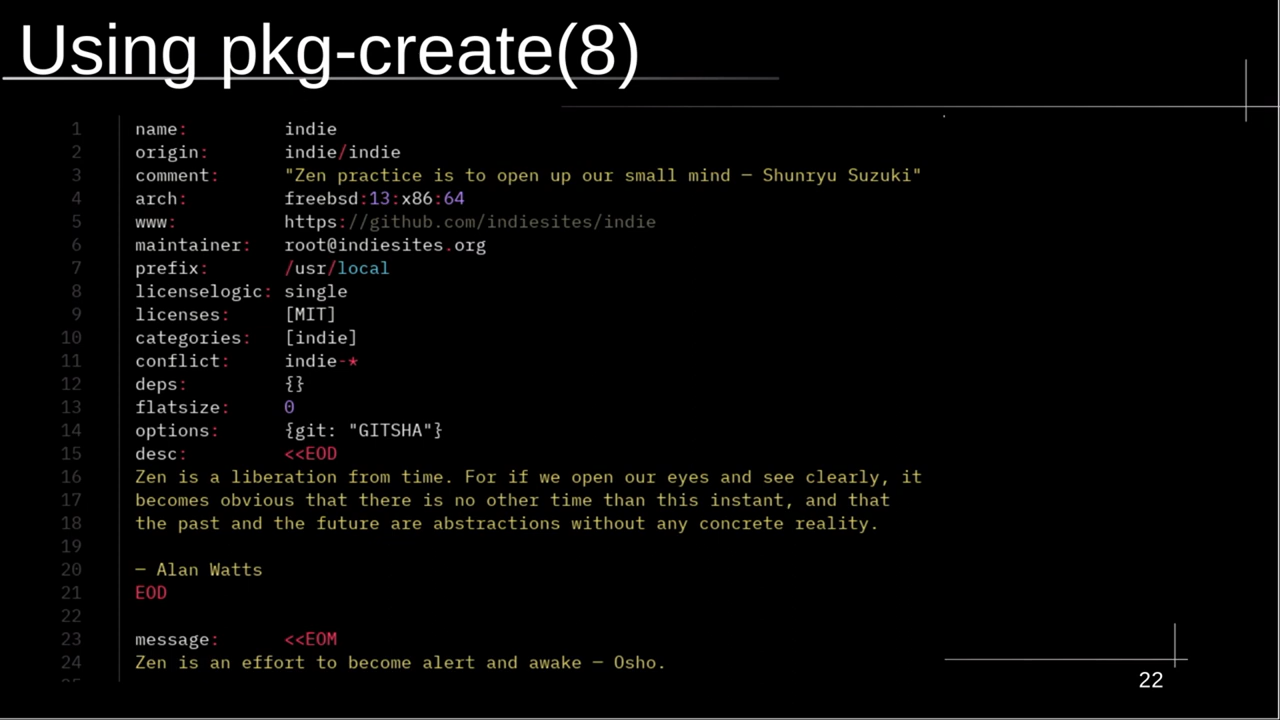 Using pkg-create(8)
1 name: indie
2 origin: indie/indie
3 comment: "Zen practice is to open up our small mind — Shunryu Suzuki"
4 arch: freebsd:13:x86:64
5 www: https://github.com/indiesites/indie
6 maintainer: root@indiesites.org
7 prefix: /usr/local
8 licenselogic: single
9 licenses: [MIT]
10 categories: [indie]
11 conflict: indie-*
12 deps: {}
13 flatsize: 0
14 options: {git: "GITSHA"}
15 desc: <<EOD
16 Zen is a liberation from time. For if we open our eyes and see clearly, it
17 becomes obvious that there is no other time than this instant, and that
18 the past and the future are abstractions without any concrete reality.
19
20 — Alan Watts
21 EOD
22
23 message: <<EOM
24 Zen is an effort to become alert and awake — Osho.
22